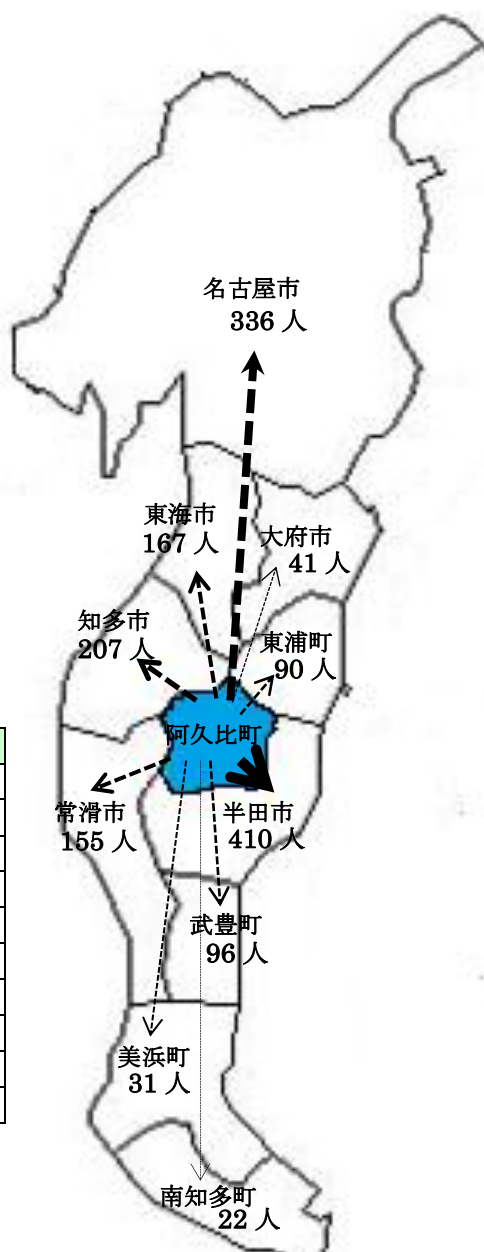 名古屋市
336 人
東海市
167 人
大府市
41 人
知多市
207 人
東浦町
90 人
阿久比町
常滑市
155 人
半田市
410 人
武豊町
96 人
美浜町
31 人
南知多町
22 人